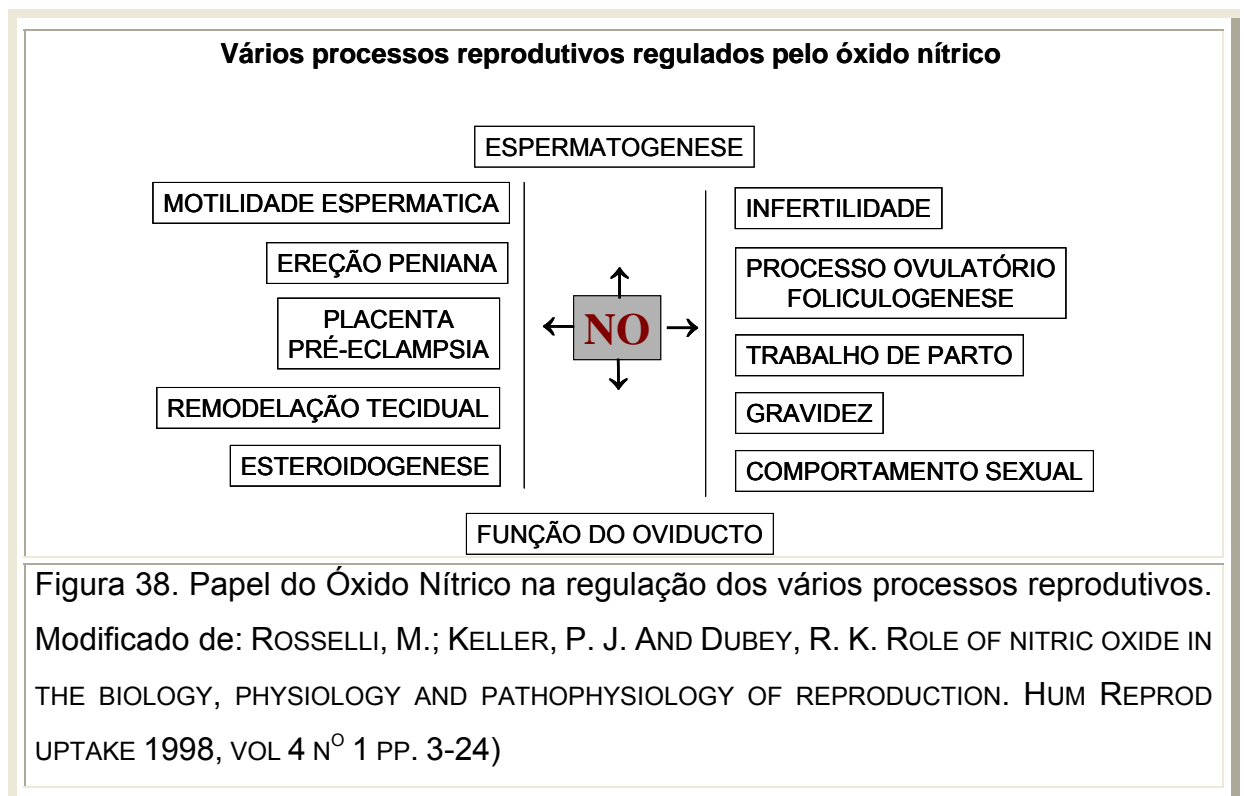 Vários processos reprodutivos regulados pelo óxido nítrico
ESPERMATOGENESE
MOTILIDADE ESPERMATICA
EREÇÃO PENIANA
PLACENTA
PRÉ-ECLAMPSIA
REMODELAÇÃO TECIDUAL
ESTEROIDOGENESE
NO
INFERTILIDADE
PROCESSO OVULATÓRIO
FOLICULOGENESE
TRABALHO DE PARTO
GRAVIDEZ
COMPORTAMENTO SEXUAL
FUNÇÃO DO OVIDUCTO
Figura 38. Papel do Óxido Nítrico na regulação dos vários processos reprodutivos.
Modificado de: ROSSELLI, M.; KELLER, P. J. AND DUBEY, R. K. ROLE OF NITRIC OXIDE IN
THE BIOLOGY, PHYSIOLOGY AND PATHOPHYSIOLOGY OF REPRODUCTION. HUM REPROD
UPTAKE 1998, VOL 4 Nº 1 PP. 3-24)